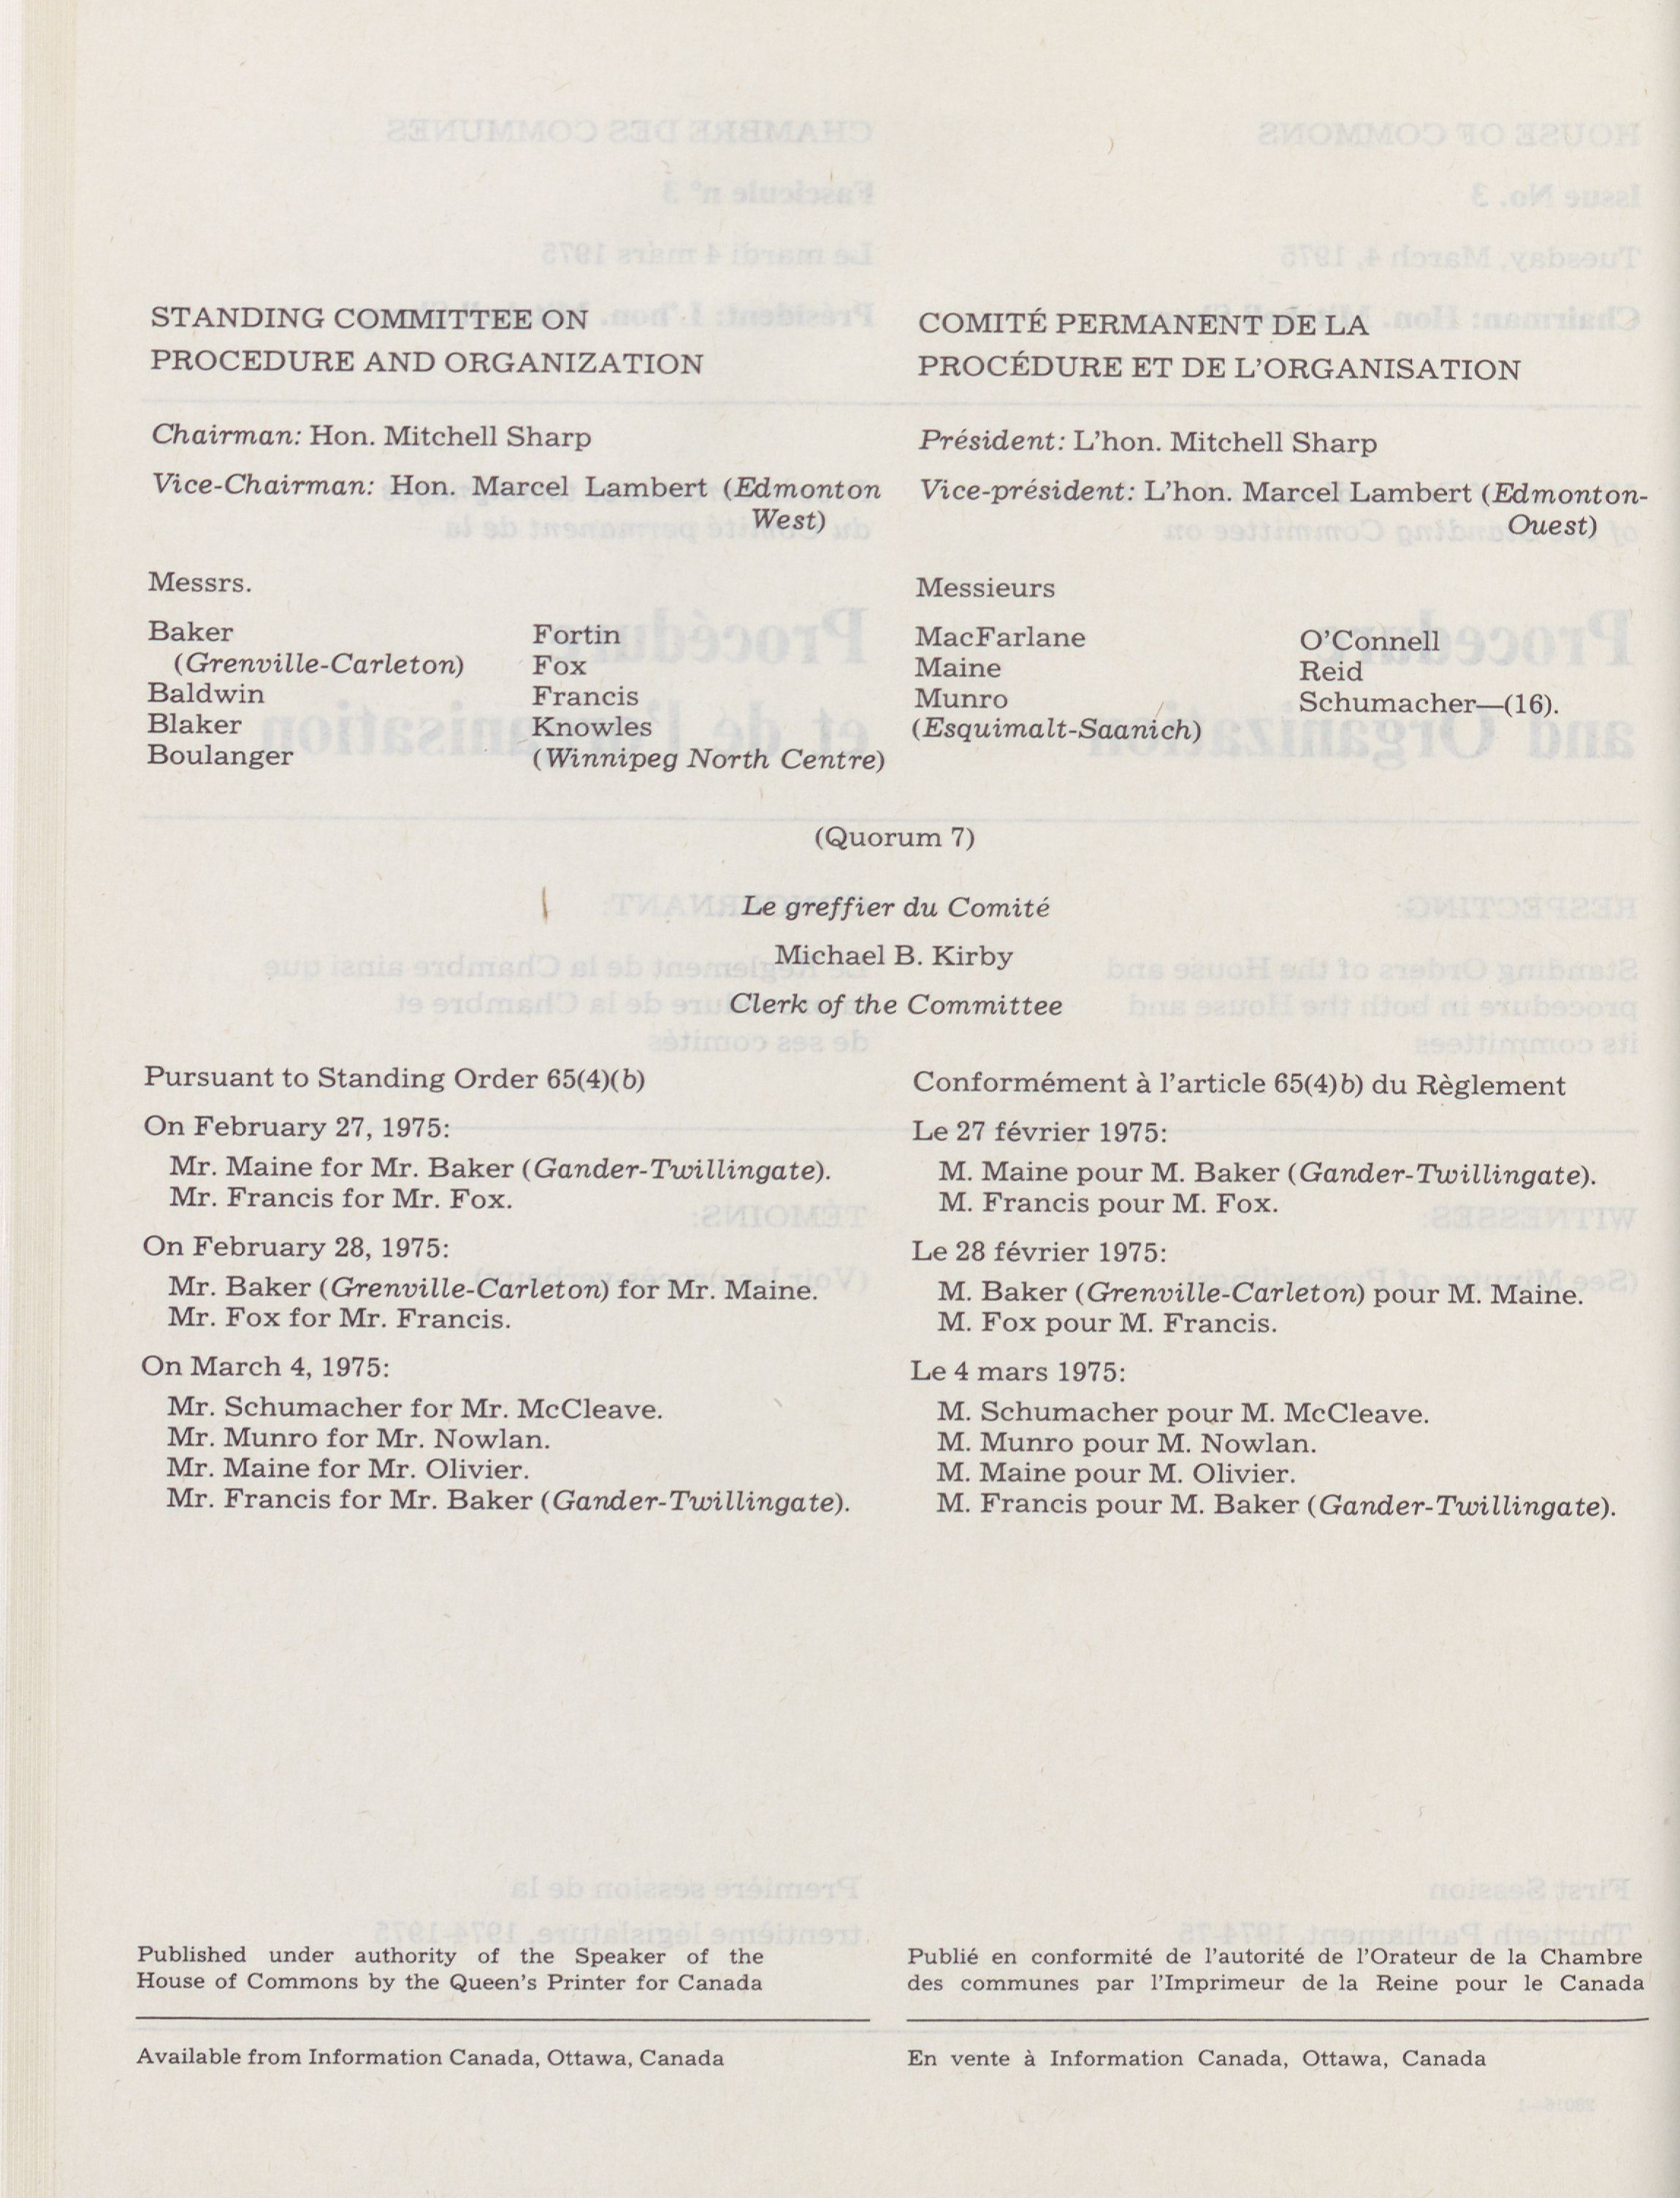 STANDING COMMITTEE ON
PROCEDURE AND ORGANIZATION
Chairman: Hon. Mitchell Sharp
Vice-Chairman: Hon. Marcel Lambert (Edmonton
West)
COMITÉ PERMANENT DE LA
PROCÉDURE ET DE L'ORGANISATION
Président: L'hon. Mitchell Sharp
Vice-président: L'hon. Marcel Lambert (Edmonton-
Ouest)
Messrs.
Baker
(Grenville-Carleton)
Baldwin
Blaker
Boulanger
Fortin
Fox
Francis
Knowles
(Winnipeg North Centre)
Messieurs
MacFarlane
Maine
Munro
(Esquimalt-Saanich)
O'Connell
Reid
Schumacher—(16).
(Quorum 7)
Le greffier du Comité
Michael B. Kirby
Clerk of the Committee
Pursuant to Standing Order 65(4)(b)
On February 27, 1975:
Mr. Maine for Mr. Baker (Gander-Twillingate).
Mr. Francis for Mr. Fox.
On February 28, 1975:
Mr. Baker (Grenville-Carleton) for Mr. Maine.
Mr. Fox for Mr. Francis.
On March 4, 1975:
Mr. Schumacher for Mr. McCleave.
Mr. Munro for Mr. Nowlan.
Mr. Maine for Mr. Olivier.
Mr. Francis for Mr. Baker (Gander-Twillingate).
Conformément à l'article 65(4)b) du Règlement
Le 27 février 1975:
M. Maine pour M. Baker (Gander-Twillingate).
M. Francis pour M. Fox.
Le 28 février 1975:
M. Baker (Grenville-Carleton) pour M. Maine.
M. Fox pour M. Francis.
Le 4 mars 1975:
M. Schumacher pour M. McCleave.
M. Munro pour M. Nowlan.
M. Maine pour M. Olivier.
M. Francis pour M. Baker (Gander-Twillingate).
Published under authority of the Speaker of the
House of Commons by the Queen's Printer for Canada
Available from Information Canada, Ottawa, Canada
Publié en conformité de l'autorité de l'Orateur de la Chambre
des communes par l'Imprimeur de la Reine pour le Canada
En vente à Information Canada, Ottawa, Canada